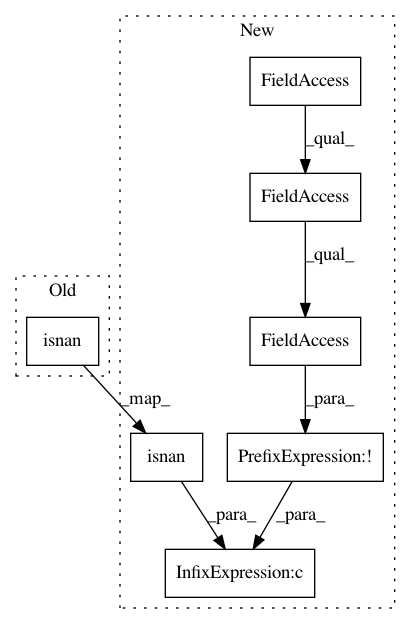 New
FieldAccess
_qual_
FieldAccess
_qual_
Old
isnan
FieldAccess
_map_
_para_
isnan
PrefixExpression:!
_para_
_para_
InfixExpression:c